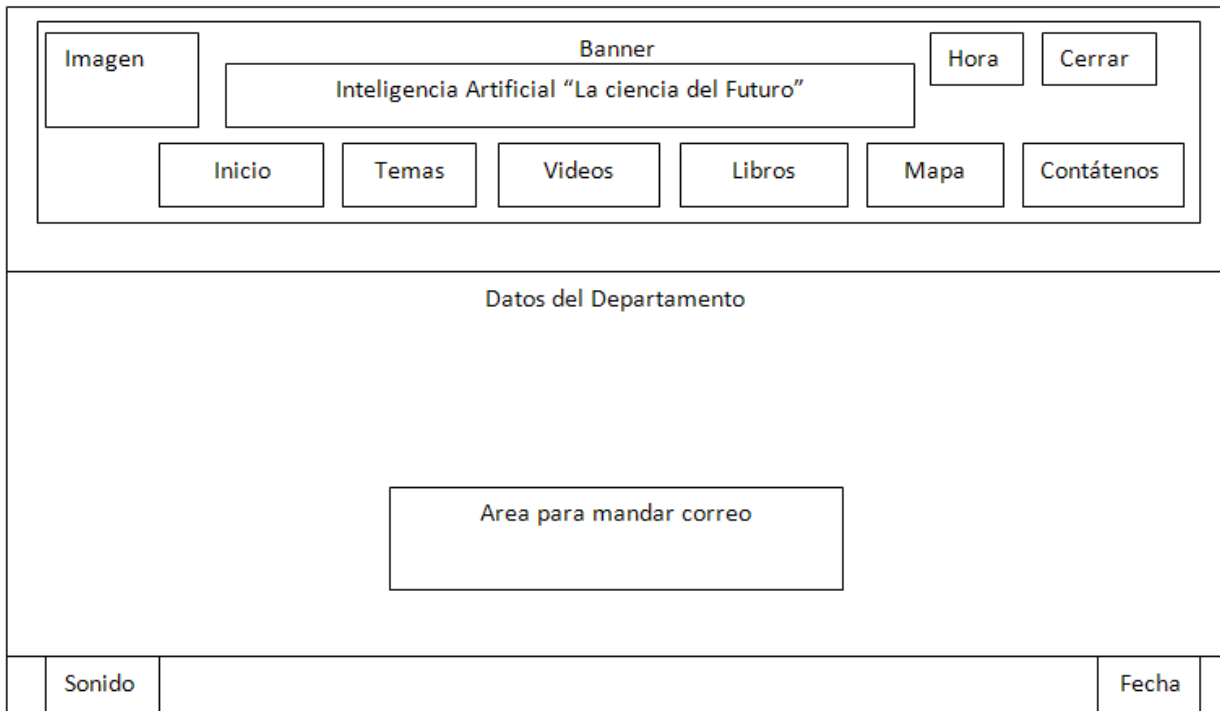 Imagen
Banner
Hora
Cerrar
Inteligencia Artificial “La ciencia del Futuro”
Inicio
Temas
Videos
Libros
Mapa
Contátenos
Datos del Departamento
Area para mandar correo
Sonido
Fecha